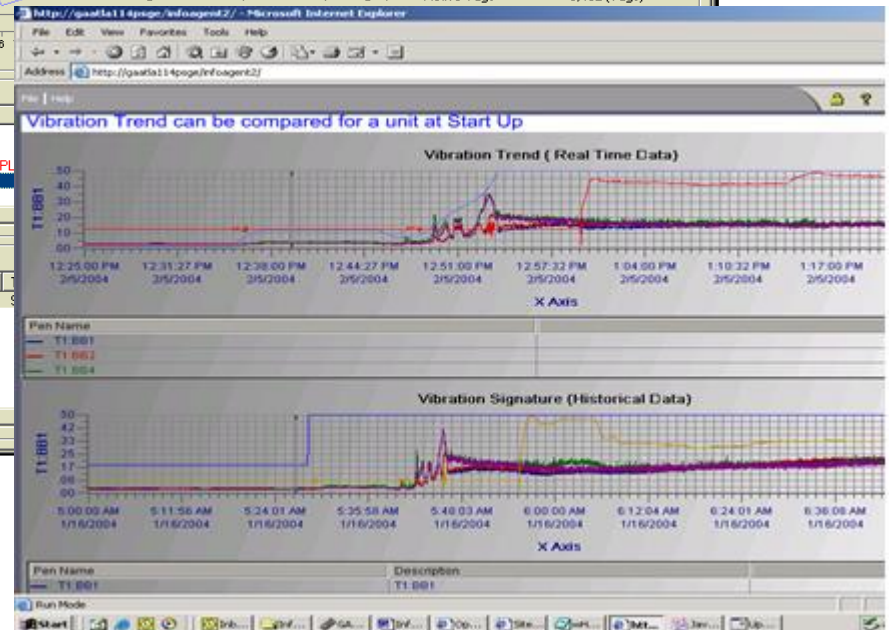 http://gaatla114psge/infoagent2/ - Microsoft Internet Explorer
File Edit View Favorites Tools Help
Address http://gaatla114psge/infoagent2/
File | Help
Vibration Trend can be compared for a unit at Start Up
Vibration Trend ( Real Time Data)
T1:BB1
.50
.40
.30
.20
.10
.00
12:25:00 PM 12:31:27 PM 12:38:00 PM 12:44:27 PM 12:51:00 PM 12:57:32 PM 1:04:00 PM 1:10:32 PM 1:17:00 PM
2/5/2004 2/5/2004 2/5/2004 2/5/2004 2/5/2004 2/5/2004 2/5/2004 2/5/2004 2/5/2004
X Axis
Pen Name
T1:BB1
T1:BB2
T1:BB4
Vibration Signature (Historical Data)
T1:BB1
.50
.42
.33
.25
.17
.08
.00
5:00:00 AM 5:11:56 AM 5:24:01 AM 5:35:58 AM 5:48:03 AM 6:00:00 AM 6:12:04 AM 6:24:01 AM 6:36:08 AM
1/16/2004 1/16/2004 1/16/2004 1/16/2004 1/16/2004 1/16/2004 1/16/2004 1/16/2004 1/16/2004
X Axis
Pen Name Description
T1:BB1 T1:BB1
Run Mode
Start